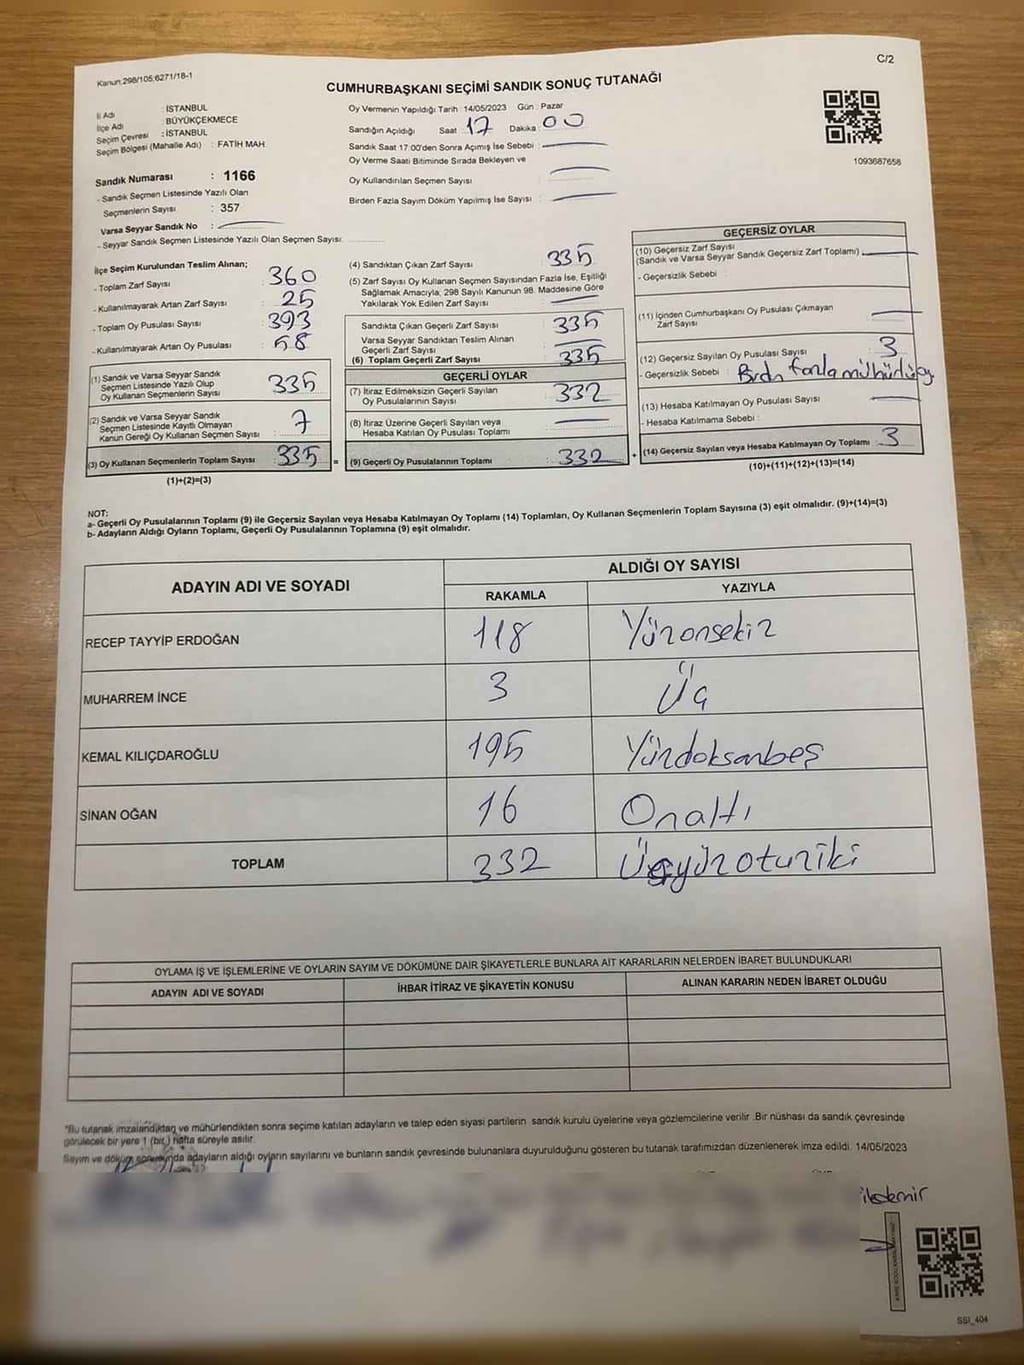 Kanun.298/105;6271/18-1
C/2
CUMHURBAŞKANI SEÇİMİ SANDIK SONUÇ TUTANAĞI
İl Adı : İSTANBUL
İlçe Adı : BÜYÜKÇEKMECE
Seçim Çevresi : İSTANBUL
Seçim Bölgesi (Mahalle Adı) : FATİH MAH.
Oy Vermenin Yapıldığı Tarih : 14/05/2023 Gün : Pazar
Sandığın Açıldığı Saat : 17 Dakika : 00
Sandık Saat 17:00'den Sonra Açımış İse Sebebi :
Oy Verme Saati Bitiminde Sırada Bekleyen ve
Oy Kullandırılan Seçmen Sayısı
Birden Fazla Sayım Döküm Yapılmış İse Sayısı :
1093687658
Sandık Numarası : 1166
- Sandık Seçmen Listesinde Yazılı Olan
Seçmenlerin Sayısı : 357
Varsa Seyyar Sandık No :
- Seyyar Sandık Seçmen Listesinde Yazılı Olan Seçmen Sayısı:
İlçe Seçim Kurulundan Teslim Alınan;
- Toplam Zarf Sayısı : 360
- Kullanılmayarak Artan Zarf Sayısı : 25
- Toplam Oy Pusulası Sayısı : 393
- Kullanılmayarak Artan Oy Pusulası : 58
(1) Sandık ve Varsa Seyyar Sandık
Seçmen Listesinde Yazılı Olup
Oy Kullanan Seçmenlerin Sayısı : 335
(2) Sandık ve Varsa Seyyar Sandık
Seçmen Listesinde Kayıtlı Olmayan
Kanun Gereği Oy Kullanan Seçmen Sayısı : 7
(3) Oy Kullanan Seçmenlerin Toplam Sayısı : 335 =
(1)+(2)=(3)
(4) Sandıktan Çıkan Zarf Sayısı : 335
(5) Zarf Sayısı Oy Kullanan Seçmen Sayısından Fazla İse, Eşitliği
Sağlamak Amacıyla, 298 Sayılı Kanunun 98. Maddesine Göre
Yakılarak Yok Edilen Zarf Sayısı :
Sandıkta Çıkan Geçerli Zarf Sayısı : 335
Varsa Seyyar Sandıktan Teslim Alınan
Geçerli Zarf Sayısı :
(6) Toplam Geçerli Zarf Sayısı : 335
GEÇERLİ OYLAR
(7) İtiraz Edilmeksizin Geçerli Sayılan
Oy Pusulalarının Sayısı : 332
(8) İtiraz Üzerine Geçerli Sayılan veya
Hesaba Katılan Oy Pusulası Toplamı :
(9) Geçerli Oy Pusulalarının Toplamı : 332 +
GEÇERSİZ OYLAR
(10) Geçersiz Zarf Sayısı
(Sandık ve Varsa Seyyar Sandık Geçersiz Zarf Toplamı)
- Geçersizlik Sebebi :
(11) İçinden Cumhurbaşkanı Oy Pusulası Çıkmayan
Zarf Sayısı :
(12) Geçersiz Sayılan Oy Pusulası Sayısı : 3
- Geçersizlik Sebebi :
(13) Hesaba Katılmayan Oy Pusulası Sayısı :
- Hesaba Katılmama Sebebi :
(14) Geçersiz Sayılan veya Hesaba Katılmayan Oy Toplamı : 3
(10)+(11)+(12)+(13)=(14)
NOT:
a- Geçerli Oy Pusulalarının Toplamı (9) ile Geçersiz Sayılan veya Hesaba Katılmayan Oy Toplamı (14) Toplamları, Oy Kullanan Seçmenlerin Toplam Sayısına (3) eşit olmalıdır. (9)+(14)=(3)
b- Adayların Aldığı Oyların Toplamı, Geçerli Oy Pusulalarının Toplamına (9) eşit olmalıdır.
ADAYIN ADI VE SOYADI ALDIĞI OY SAYISI
RAKAMLA YAZIYLA
RECEP TAYYİP ERDOĞAN 118 Yüzonsekiz
MUHARREM İNCE 3 Üç
KEMAL KILIÇDAROĞLU 195 Yüzdoksanbeş
SİNAN OĞAN 16 Onaltı
TOPLAM 332 Üçyüzotuziki
OYLAMA İŞ VE İŞLEMLERİNE VE OYLARIN SAYIM VE DÖKÜMÜNE DAİR ŞİKAYETLERLE BUNLARA AİT KARARLARIN NELERDEN İBARET BULUNDUKLARI
ADAYIN ADI VE SOYADI İHBAR İTİRAZ VE ŞİKAYETİN KONUSU ALINAN KARARIN NEDEN İBARET OLDUĞU
*Bu tutanak imzalandıktan ve mühürlendikten sonra seçime katılan adayların ve talep eden siyasi partilerin sandık kurulu üyelerine veya gözlemcilerine verilir. Bir nüshası da sandık çevresinde
görülecek bir yere 1 (bir) hafta süreyle asılır.
Sayım ve döküm sonunda adayların aldığı oyların sayılarını ve bunların sandık çevresinde bulunanlara duyurulduğunu gösteren bu tutanak tarafımızdan düzenlenerek imza edildi. 14/05/2023
SSI_404